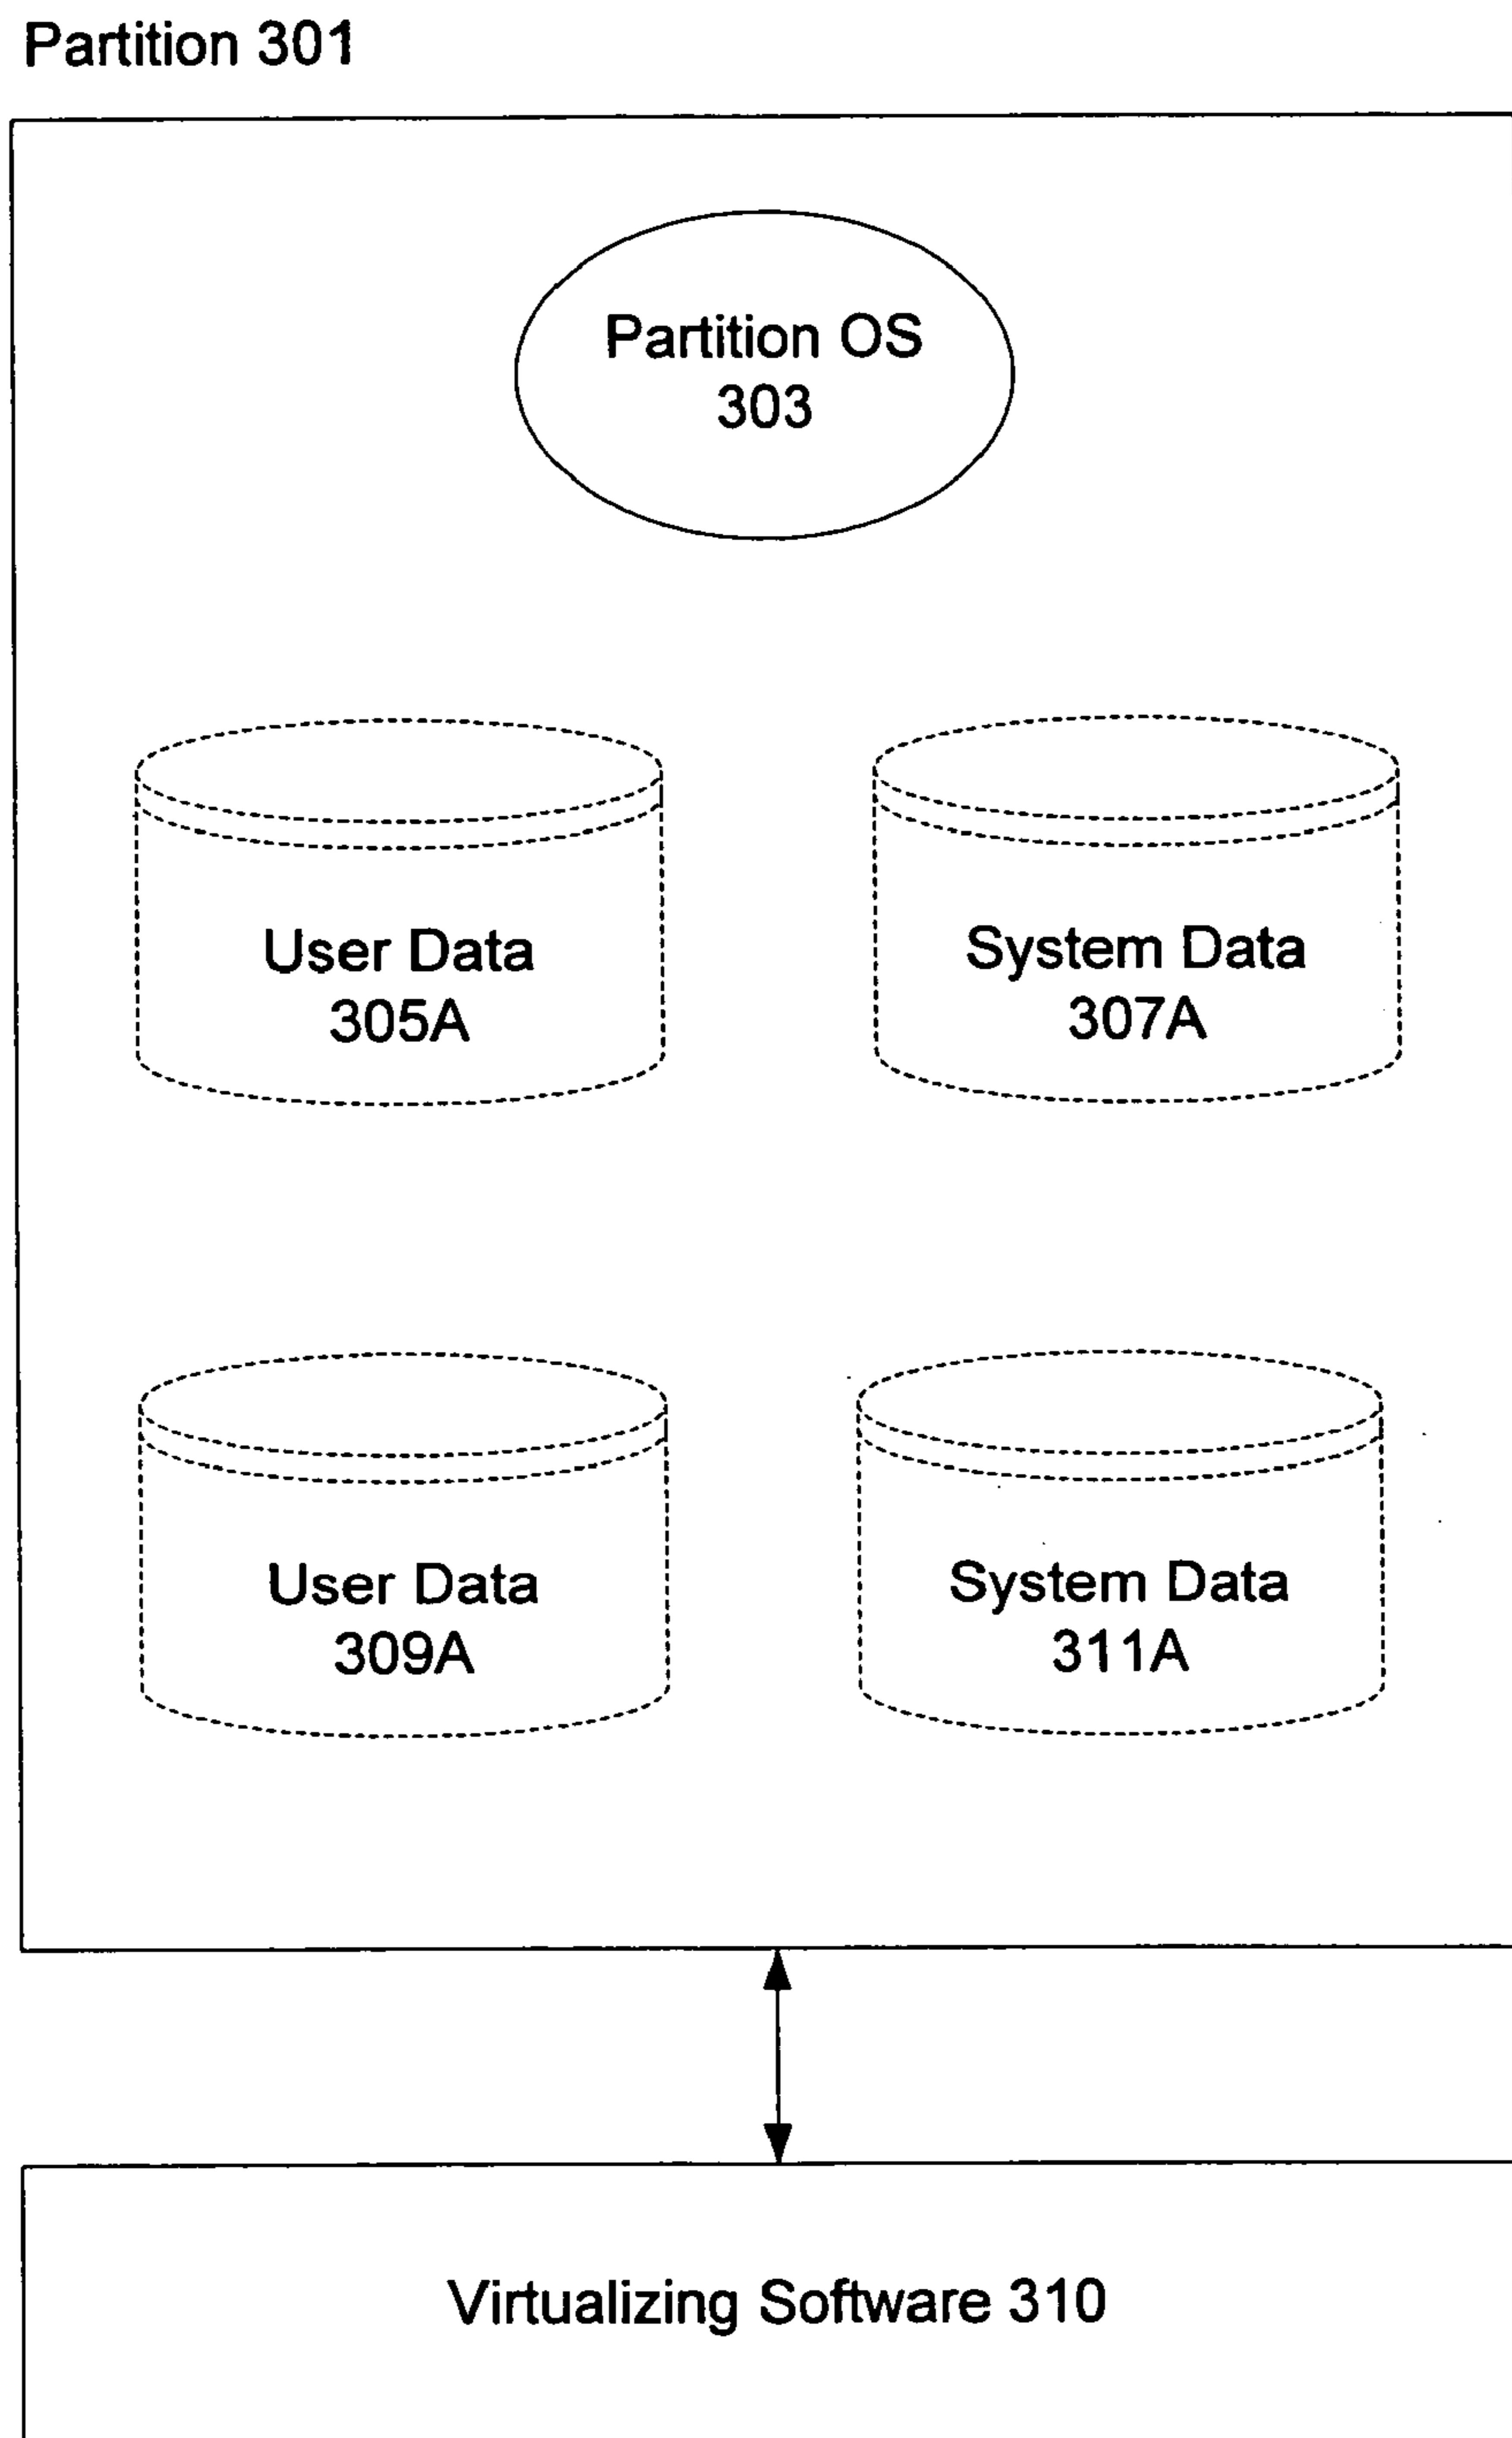 Partition 301
Partition OS
303
User Data
305A
System Data
307A
User Data
309A
System Data
311A
Virtualizing Software 310